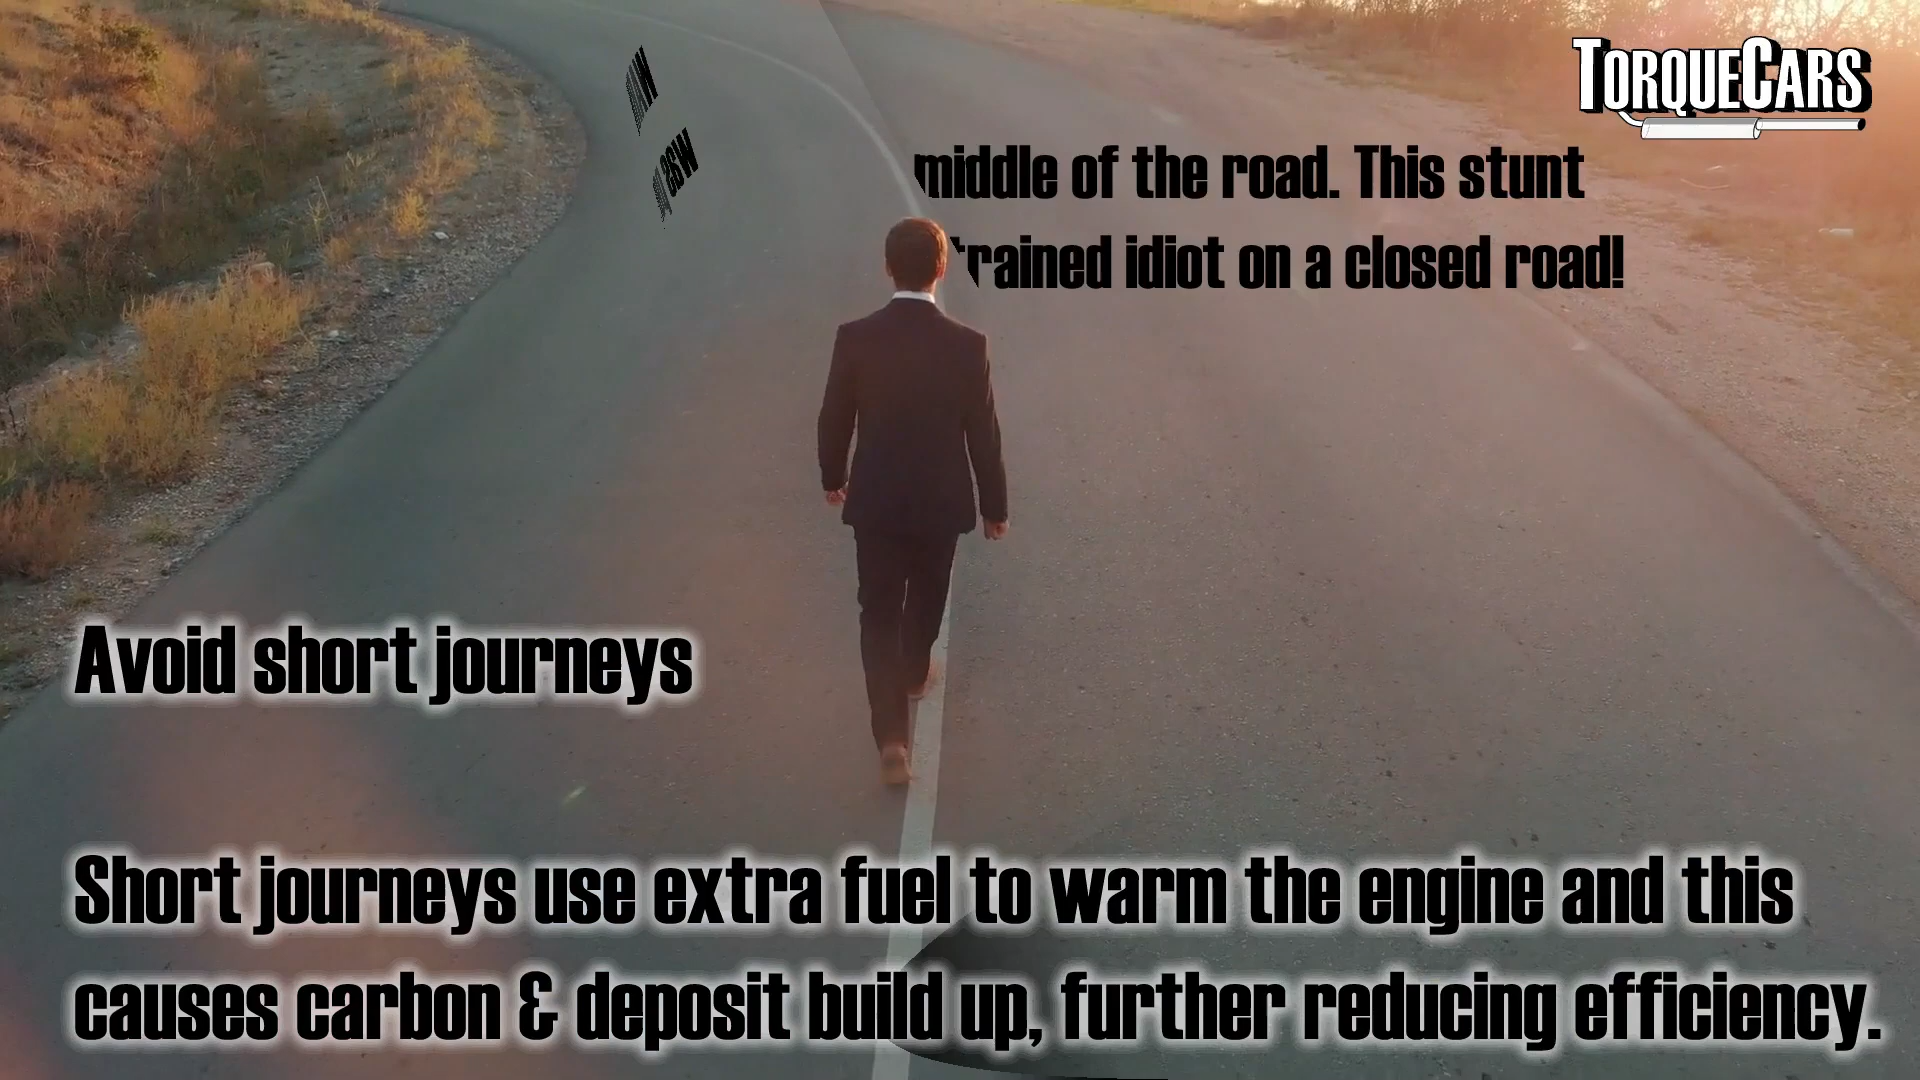 TORQUECARS
middle of the road. This stunt
trained idiot on a closed road!
Avoid short journeys
Short journeys use extra fuel to warm the engine and this
causes carbon & deposit build up, further reducing efficiency.